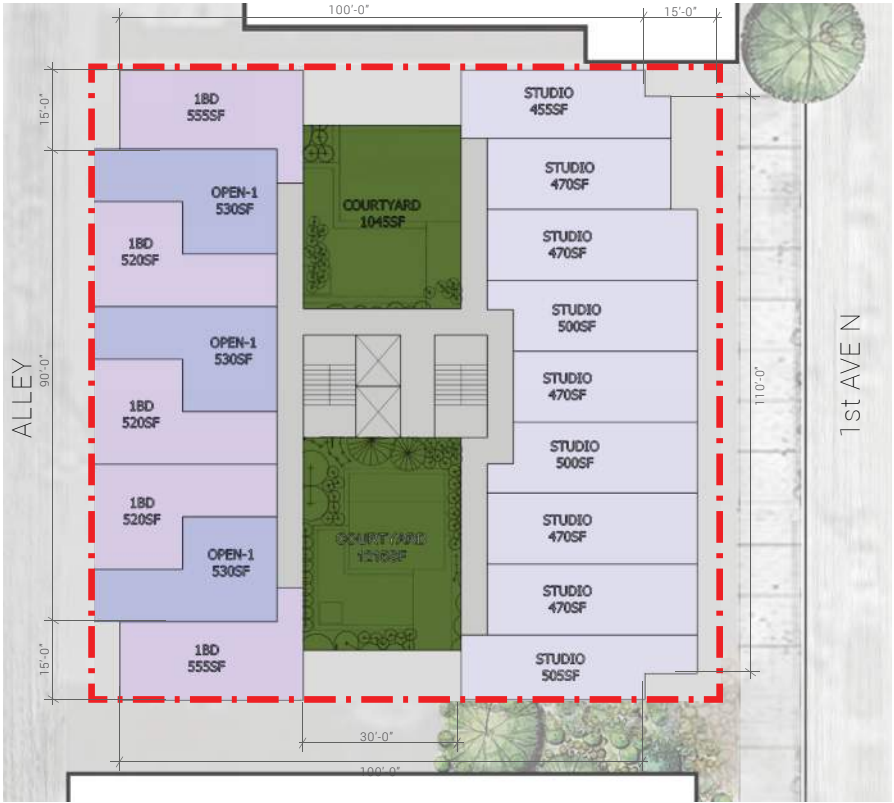 100'-0"
15'-0"
15'-0"
1BD
555SF
STUDIO
455SF
OPEN-1
530SF
STUDIO
470SF
COURTYARD
1045SF
1BD
520SF
STUDIO
470SF
OPEN-1
530SF
STUDIO
500SF
ALLEY
90'-0"
1BD
520SF
STUDIO
470SF
110'-0"
1st AVE N
STUDIO
500SF
1BD
520SF
STUDIO
470SF
OPEN-1
530SF
COURTYARD
STUDIO
470SF
15'-0"
1BD
555SF
STUDIO
505SF
30'-0"
100'-0"